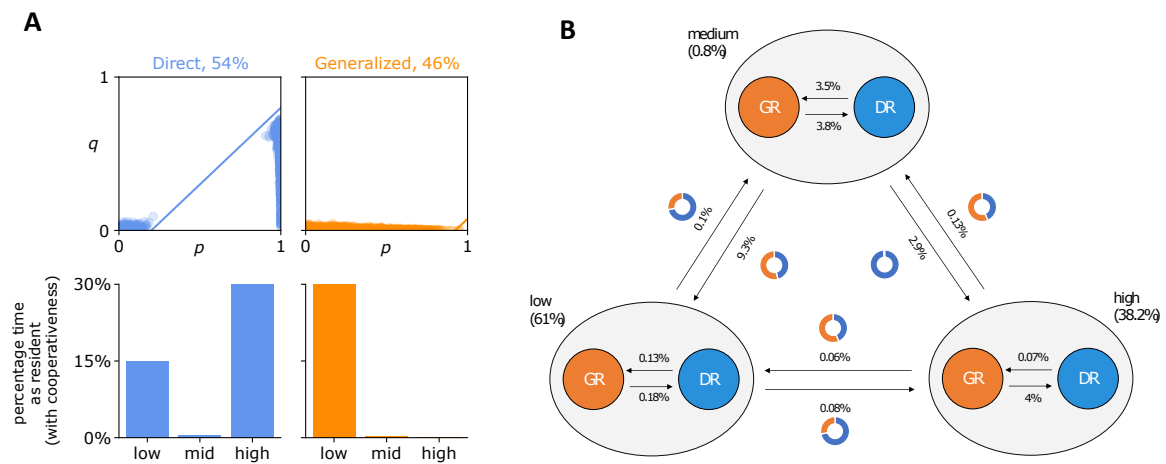 A
Direct, 54%
Generalized, 46%
1
q
0
0
p
1
0
p
1
percentage time
as resident
(with cooperativeness)
30%
15%
0%
low
mid
high
low
mid
high
B
medium
(0.8%)
GR
3.5%
3.8%
DR
0.1%
9.3%
2.9%
0.13%
low
(61%)
GR
0.13%
0.18%
DR
0.06%
0.08%
high
(38.2%)
GR
0.07%
4%
DR